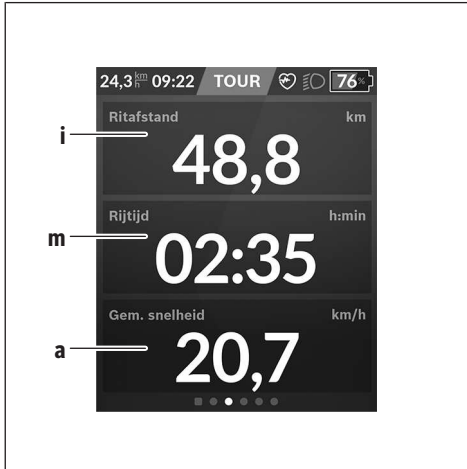 24,3 km/h 09:22 TOUR 76%
Ritafstand km
i
48,8
Rijtijd h:min
m
02:35
Gem. snelheid km/h
a
20,7